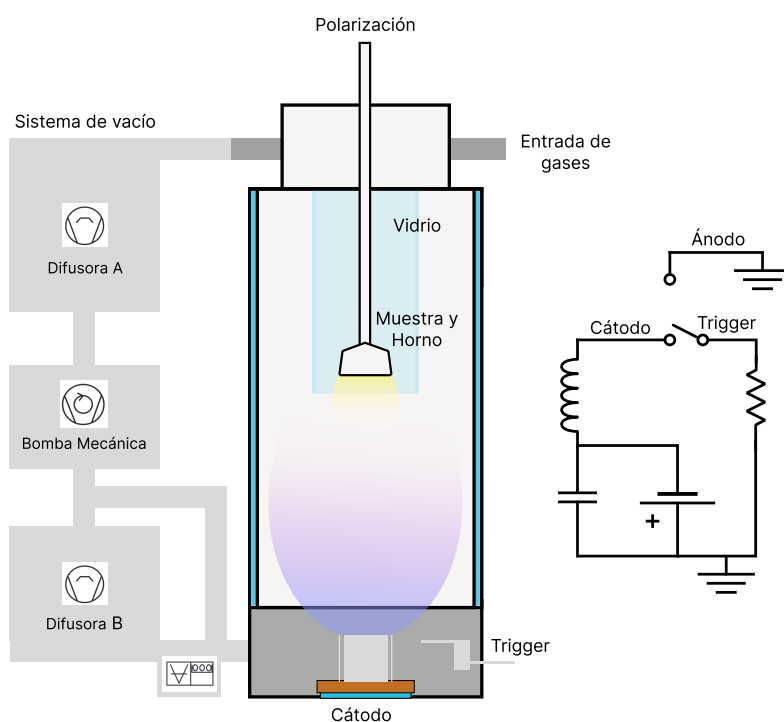 Polarización
Sistema de vacío
Entrada de
gases
Difusora A
Vidrio
Muestra y
Horno
Bomba Mecánica
Difusora B
Trigger
Cátodo
Ánodo
Cátodo
Trigger
+